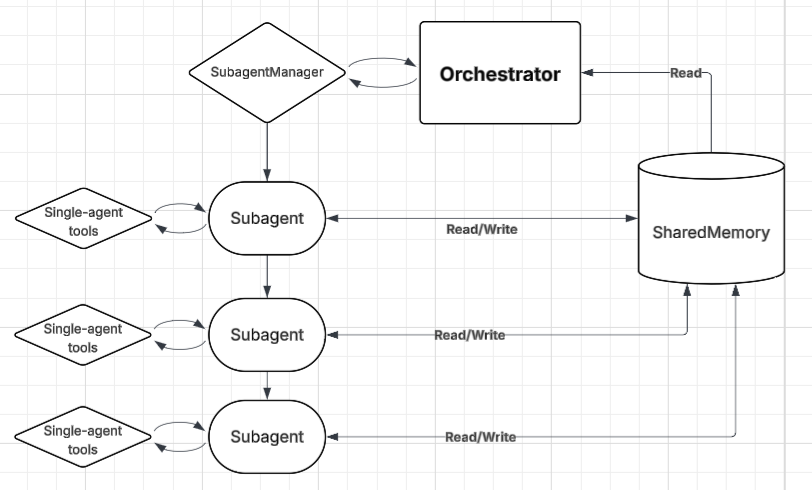 SubagentManager
Orchestrator
Read
Single-agent
tools
Subagent
Read/Write
SharedMemory
Single-agent
tools
Subagent
Read/Write
Single-agent
tools
Subagent
Read/Write